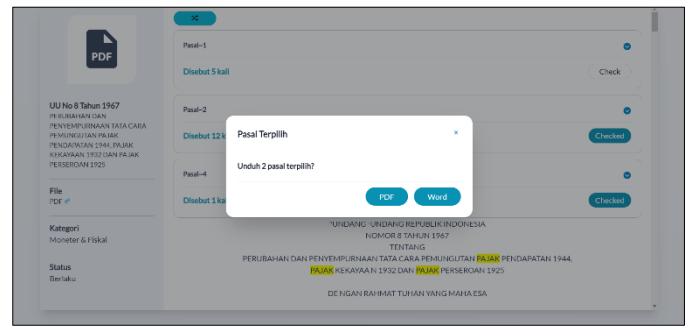 PDF
UU No 8 Tahun 1967
PERUBAHAN DAN
PENYEMPURNAAN TATA CARA
PEMUNGUTAN PAJAK
PENDAPATAN 1944, PAJAK
KEKAYAAN 1932 DAN PAJAK
PERSEROAN 1925
File
PDF
Kategori
Moneter & Fiskal
Status
Berlaku
Pasal~1
Disebut 5 kali
Check
Pasal~2
Disebut 12 k
Checked
Pasal~4
Disebut 1 ka
Checked
Pasal Terpilih
×
Unduh 2 pasal terpilih?
PDF
Word
"UNDANG -UNDANG REPUBLIK INDONESIA
NOMOR 8 TAHUN 1967
TENTANG
PERUBAHAN DAN PENYEMPURNAAN TATA CARA PEMUNGUTAN PAJAK PENDAPATAN 1944,
PAJAK KEKAYAA N 1932 DAN PAJAK PERSEROAN 1925
DE NGAN RAHMAT TUHAN YANG MAHA ESA